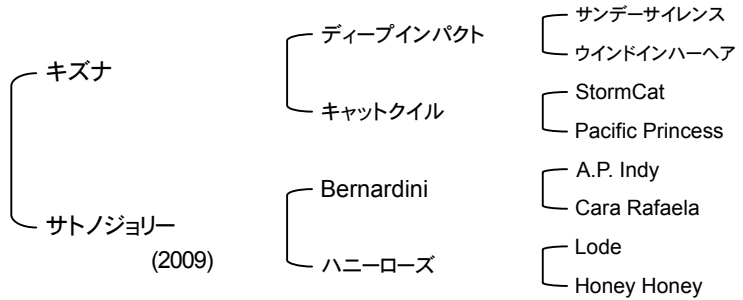 キズナ
サトノジョリー
(2009)
ディープインパクト
キャットクイル
Bernardini
ハニーローズ
サンデーサイレンス
ウインドインハーヘア
StormCat
Pacific Princess
A.P. Indy
Cara Rafaela
Lode
Honey Honey